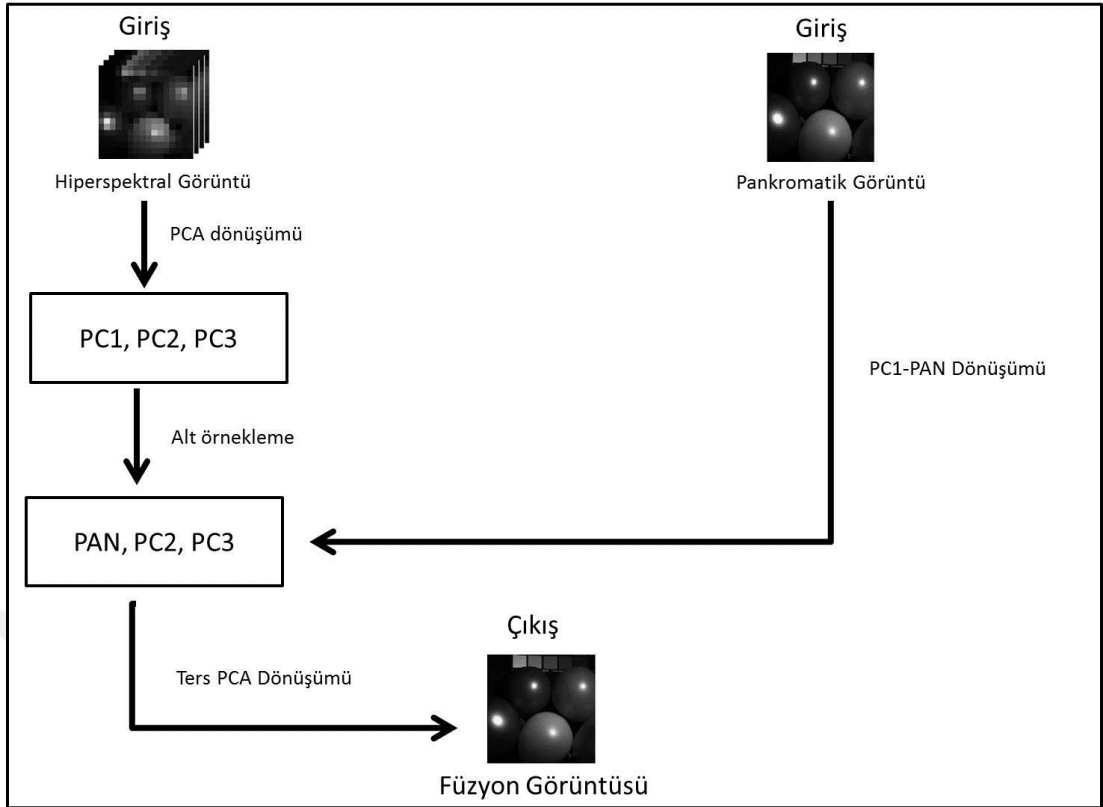 Giriş
Hiperspektral Görüntü
PCA dönüşümü
PC1, PC2, PC3
Alt örnekleme
PAN, PC2, PC3
Ters PCA Dönüşümü
Giriş
Pankromatik Görüntü
PC1-PAN Dönüşümü
Çıkış
Füzyon Görüntüsü